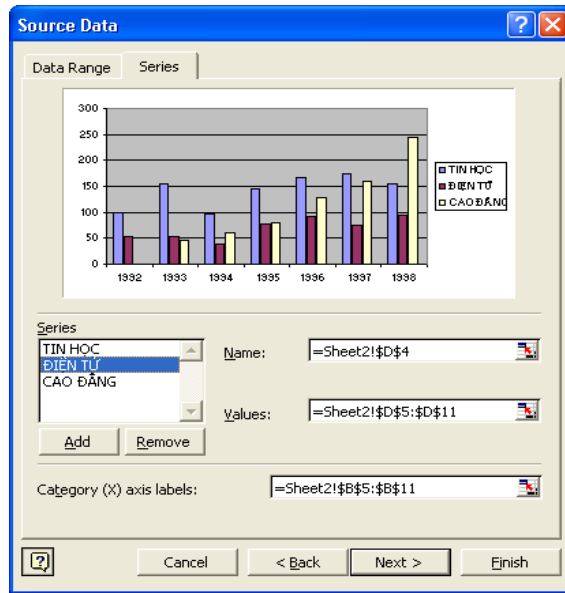 Source Data
Data Range Series
300
250
200
150
100
50
0
1992 1993 1994 1995 1996 1997 1998
TIN HỌC
ĐIỆN TỬ
CAO ĐẲNG
Series
TIN HỌC
ĐIỆN TỬ
CAO ĐẲNG
Name: =Sheet2!$D$4
Values: =Sheet2!$D$5:$D$11
Add Remove
Category (X) axis labels: =Sheet2!$B$5:$B$11
Cancel < Back Next > Finish